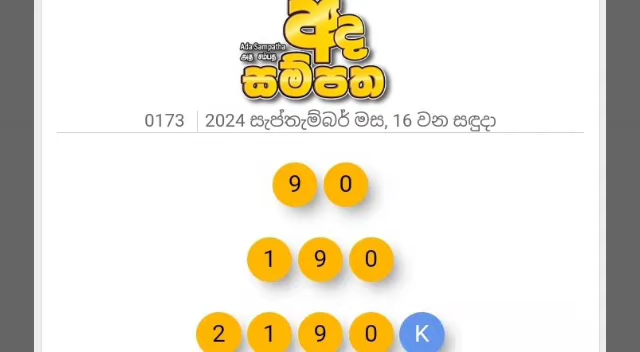 අද
Ada Sampatha
අද සම්පත
සම්පත
0173 | 2024 සැප්තැම්බර් මස, 16 වන සඳුදා
9 0
1 9 0
2 1 9 0 K